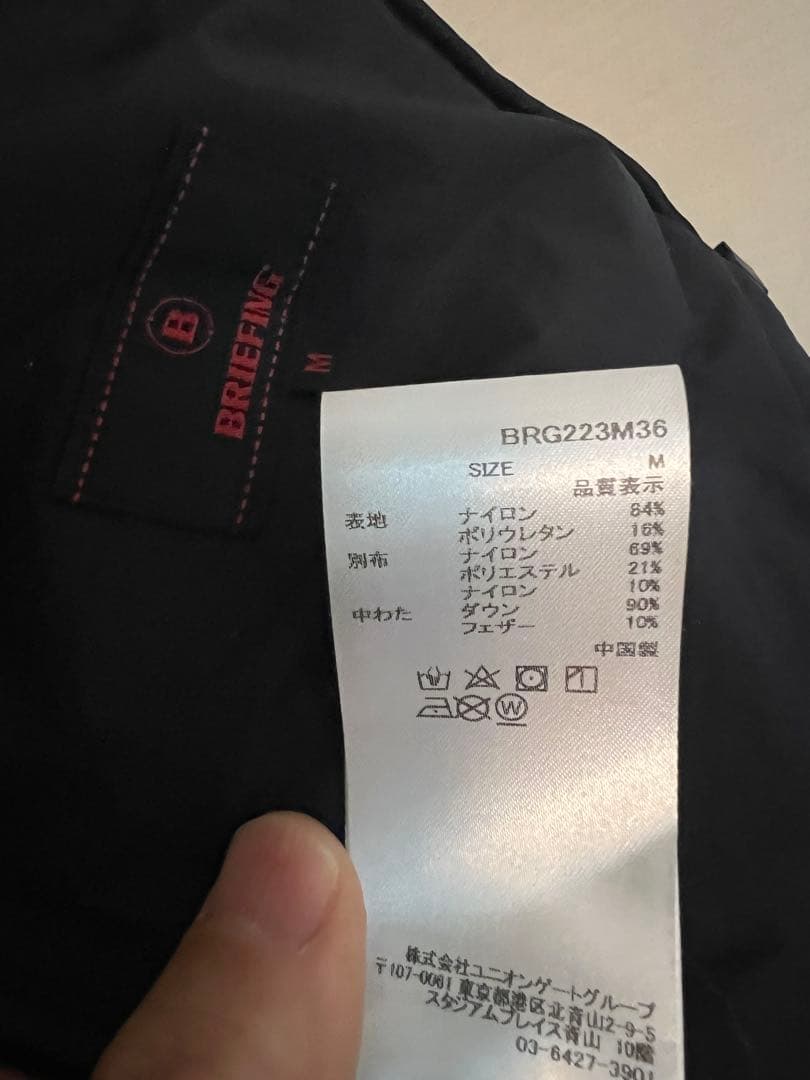 B
BRIEFING
M
BRG223M36
SIZE M
品質表示
表地 ナイロン 84%
ポリウレタン 16%
別布 ナイロン 69%
ポリエステル 21%
ナイロン 10%
中わた ダウン 90%
フェザー 10%
中国製
W
株式会社ユニオンゲートグループ
〒107-0061 東京都港区北青山2-9-5
スタジアムプレイス青山 10階
03-6427-3901